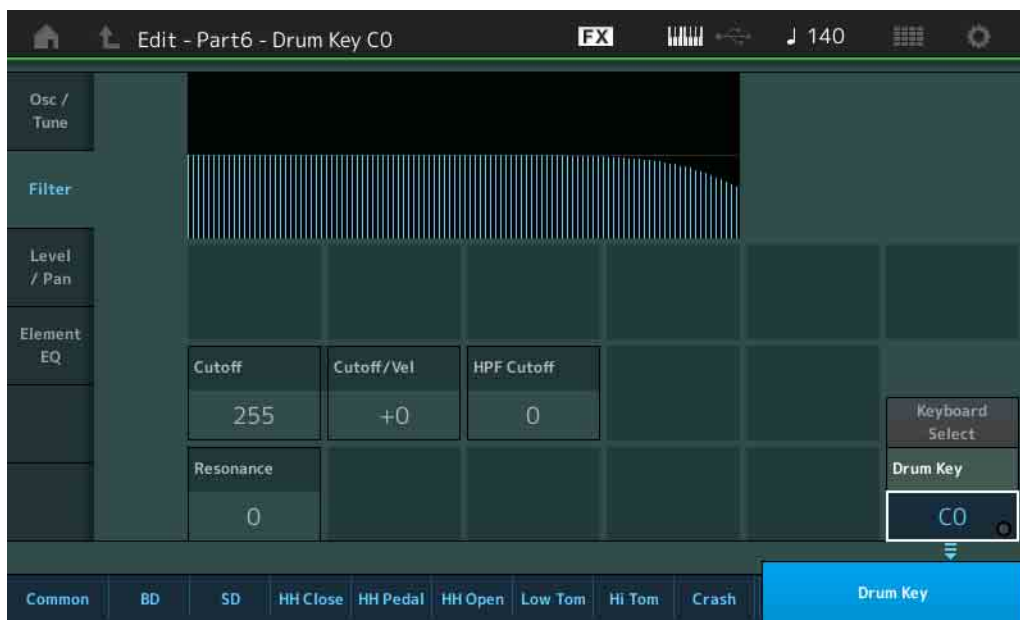 Edit - Part6 - Drum Key C0
FX
♩ 140
Osc /
Tune
Filter
Level
/ Pan
Element
EQ
Cutoff
Cutoff/Vel
HPF Cutoff
255
+0
0
Keyboard
Select
Resonance
Drum Key
0
C0
Common
BD
SD
HH Close
HH Pedal
HH Open
Low Tom
Hi Tom
Crash
Drum Key